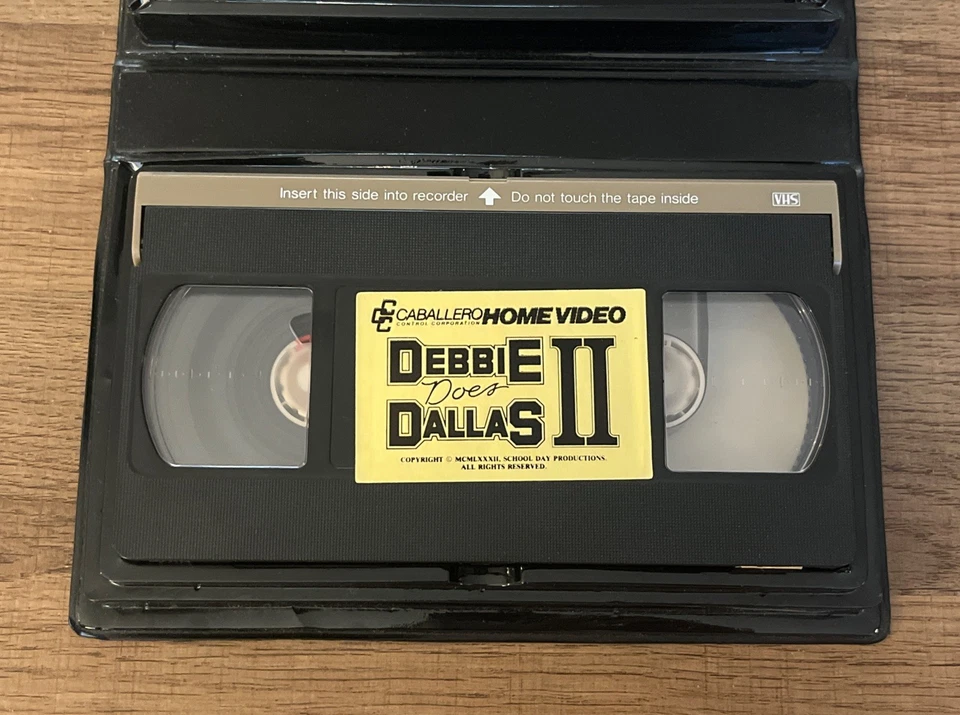 Insert this side into recorder Do not touch the tape inside VHS
CCC CABALLERO HOME VIDEO
CONTROL CORPORATION
DEBBIE
Does
DALLAS II
COPYRIGHT © MCMLXXXII, SCHOOL DAY PRODUCTIONS.
ALL RIGHTS RESERVED.